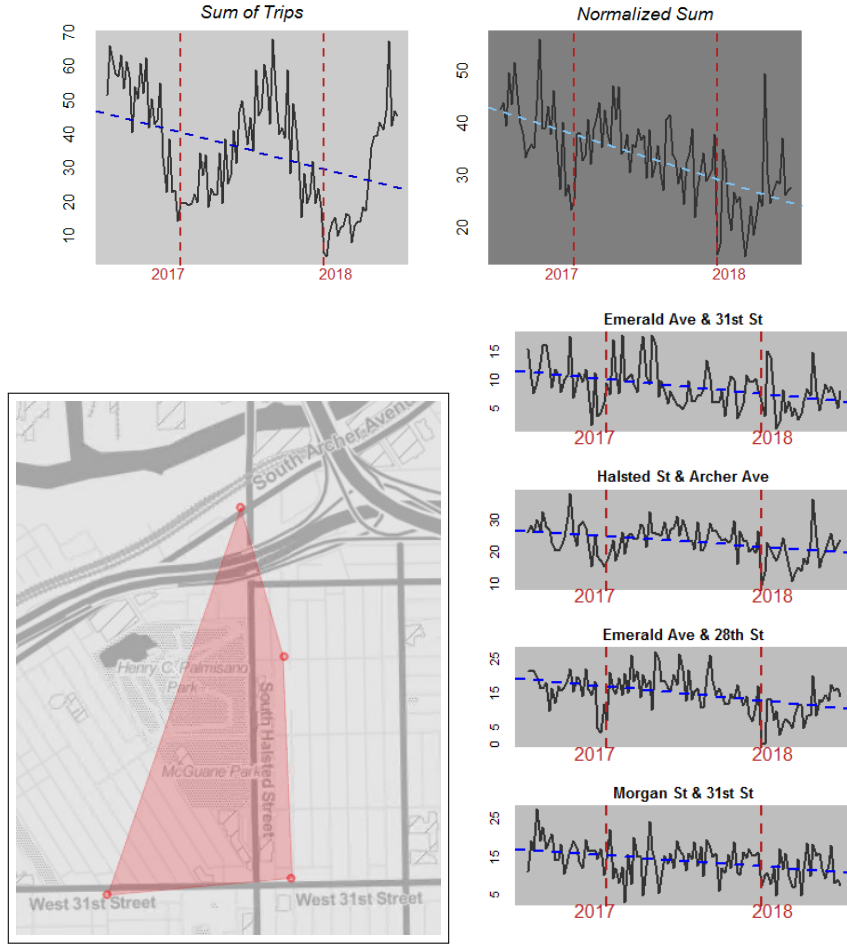 Sum of Trips
70
60
50
40
30
20
10
2017
2018
Normalized Sum
50
40
30
20
2017
2018
Emerald Ave & 31st St
15
10
5
2017
2018
Halsted St & Archer Ave
30
20
10
2017
2018
Emerald Ave & 28th St
25
15
5
0
2017
2018
Morgan St & 31st St
25
15
5
2017
2018
South Archer Avenu
Henry C. Palmisano
Park
McGuane Park
South Halsted Street
West 31st Street
West 31st Street